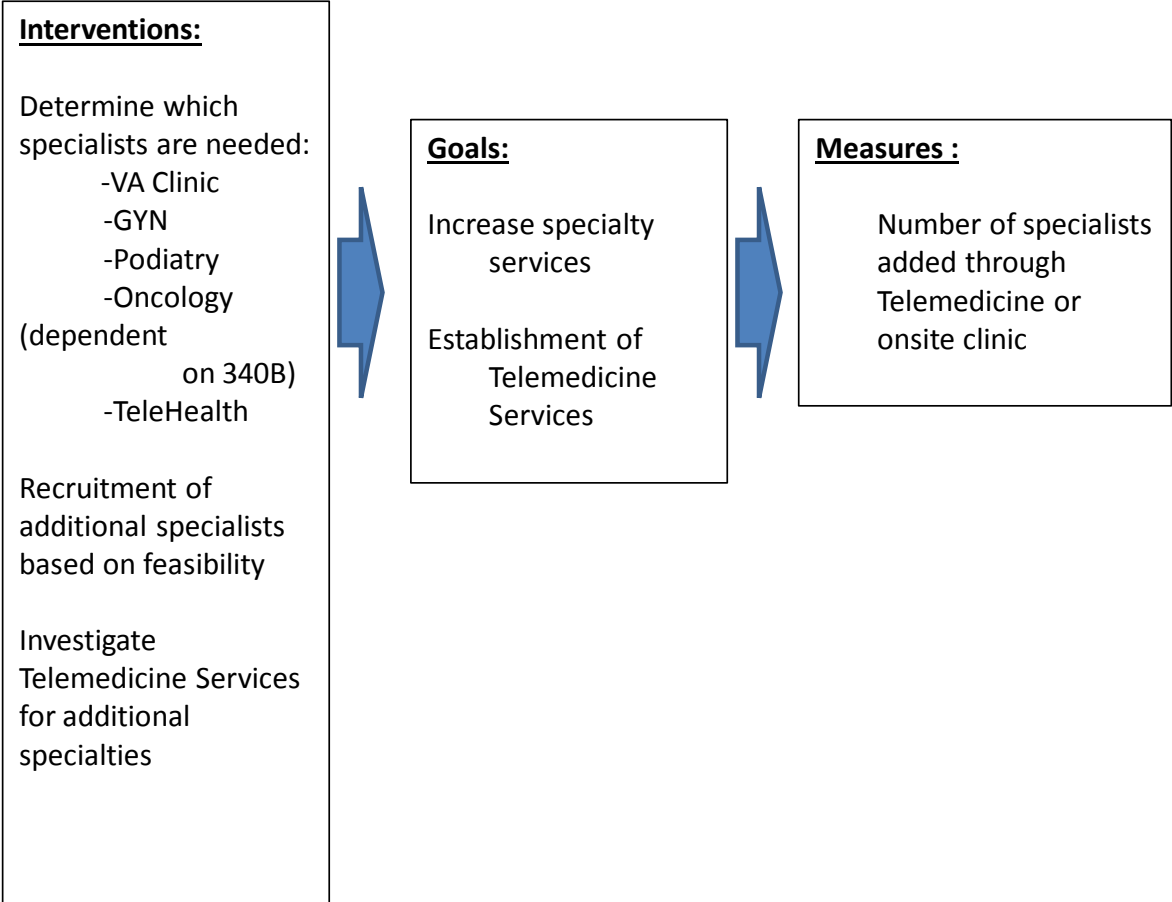 Interventions:
Determine which
specialists are needed:
-VA Clinic
-GYN
-Podiatry
-Oncology
(dependent
on 340B)
-TeleHealth
Recruitment of
additional specialists
based on feasibility
Investigate
Telemedicine Services
for additional
specialties
Goals:
Increase specialty
services
Establishment of
Telemedicine
Services
Measures :
Number of specialists
added through
Telemedicine or
onsite clinic